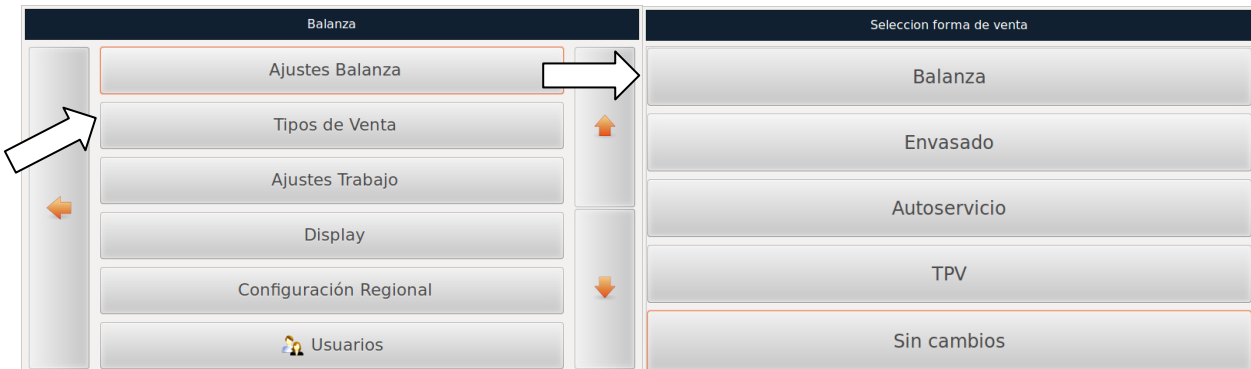 Balanza
Ajustes Balanza
Tipos de Venta
Ajustes Trabajo
Display
Configuración Regional
Usuarios
Seleccion forma de venta
Balanza
Envasado
Autoservicio
TPV
Sin cambios